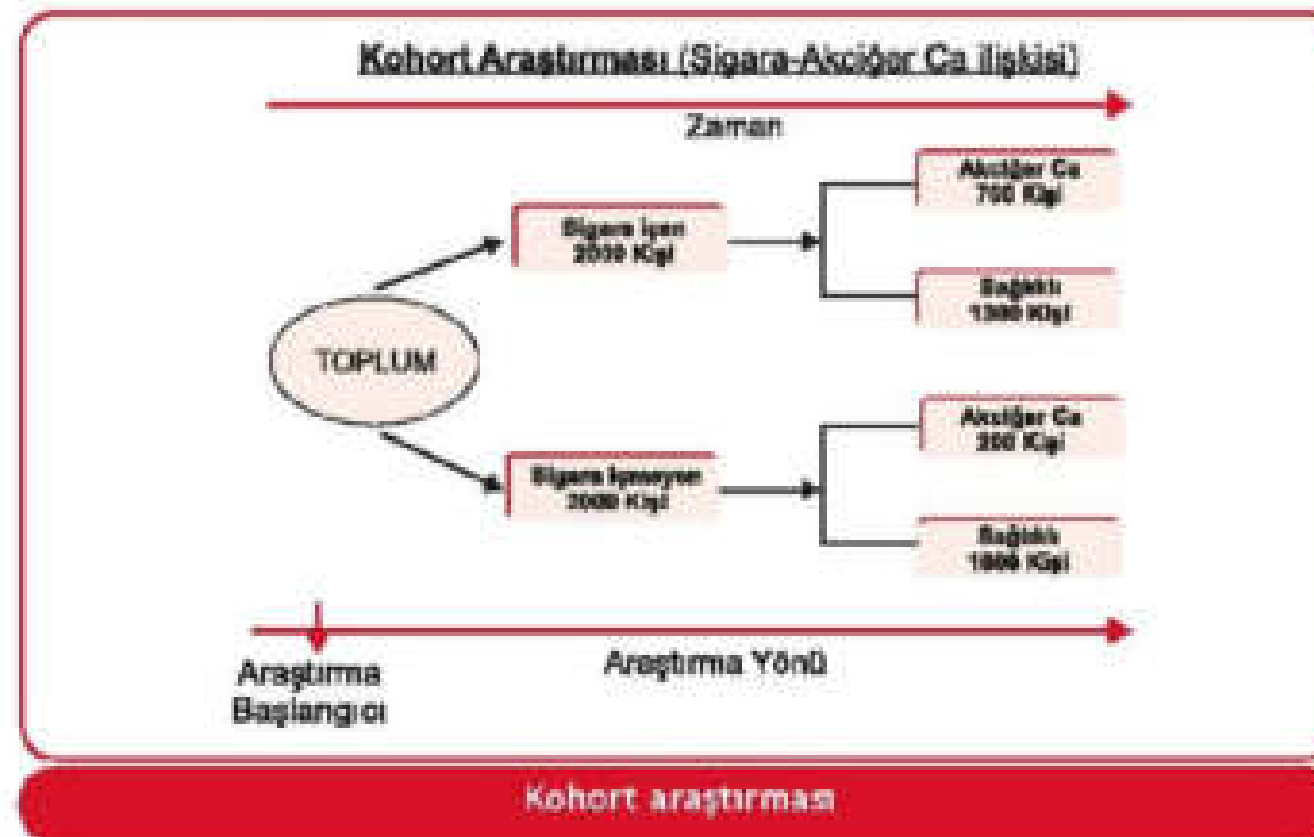 Kohort Araştırması (Sigara-Akciğer Ca ilişkisi)
Zaman
Akciğer Ca
700 Kişi
Sigara İçen
2000 Kişi
Sağlıklı
1300 Kişi
TOPLUM
Akciğer Ca
200 Kişi
Sigara İçmeyen
2000 Kişi
Sağlıklı
1800 Kişi
Araştırma Yönü
Araştırma
Başlangıcı
Kohort araştırması